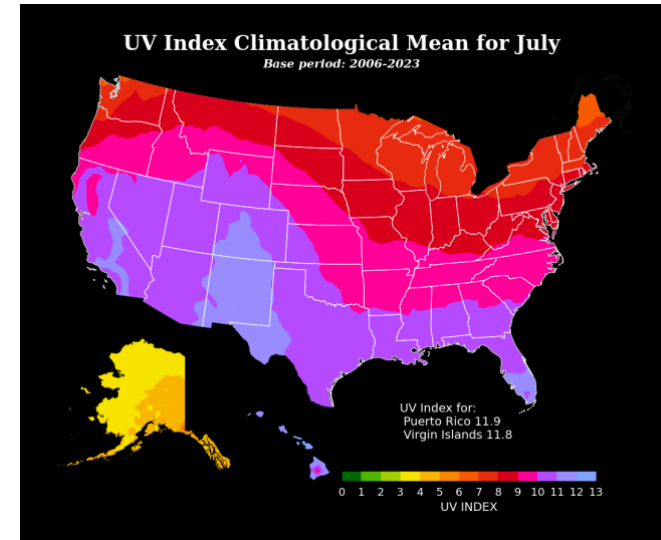 UV Index Climatological Mean for July
Base period: 2006-2023
UV Index for:
Puerto Rico 11.9
Virgin Islands 11.8
0 1 2 3 4 5 6 7 8 9 10 11 12 13
UV INDEX